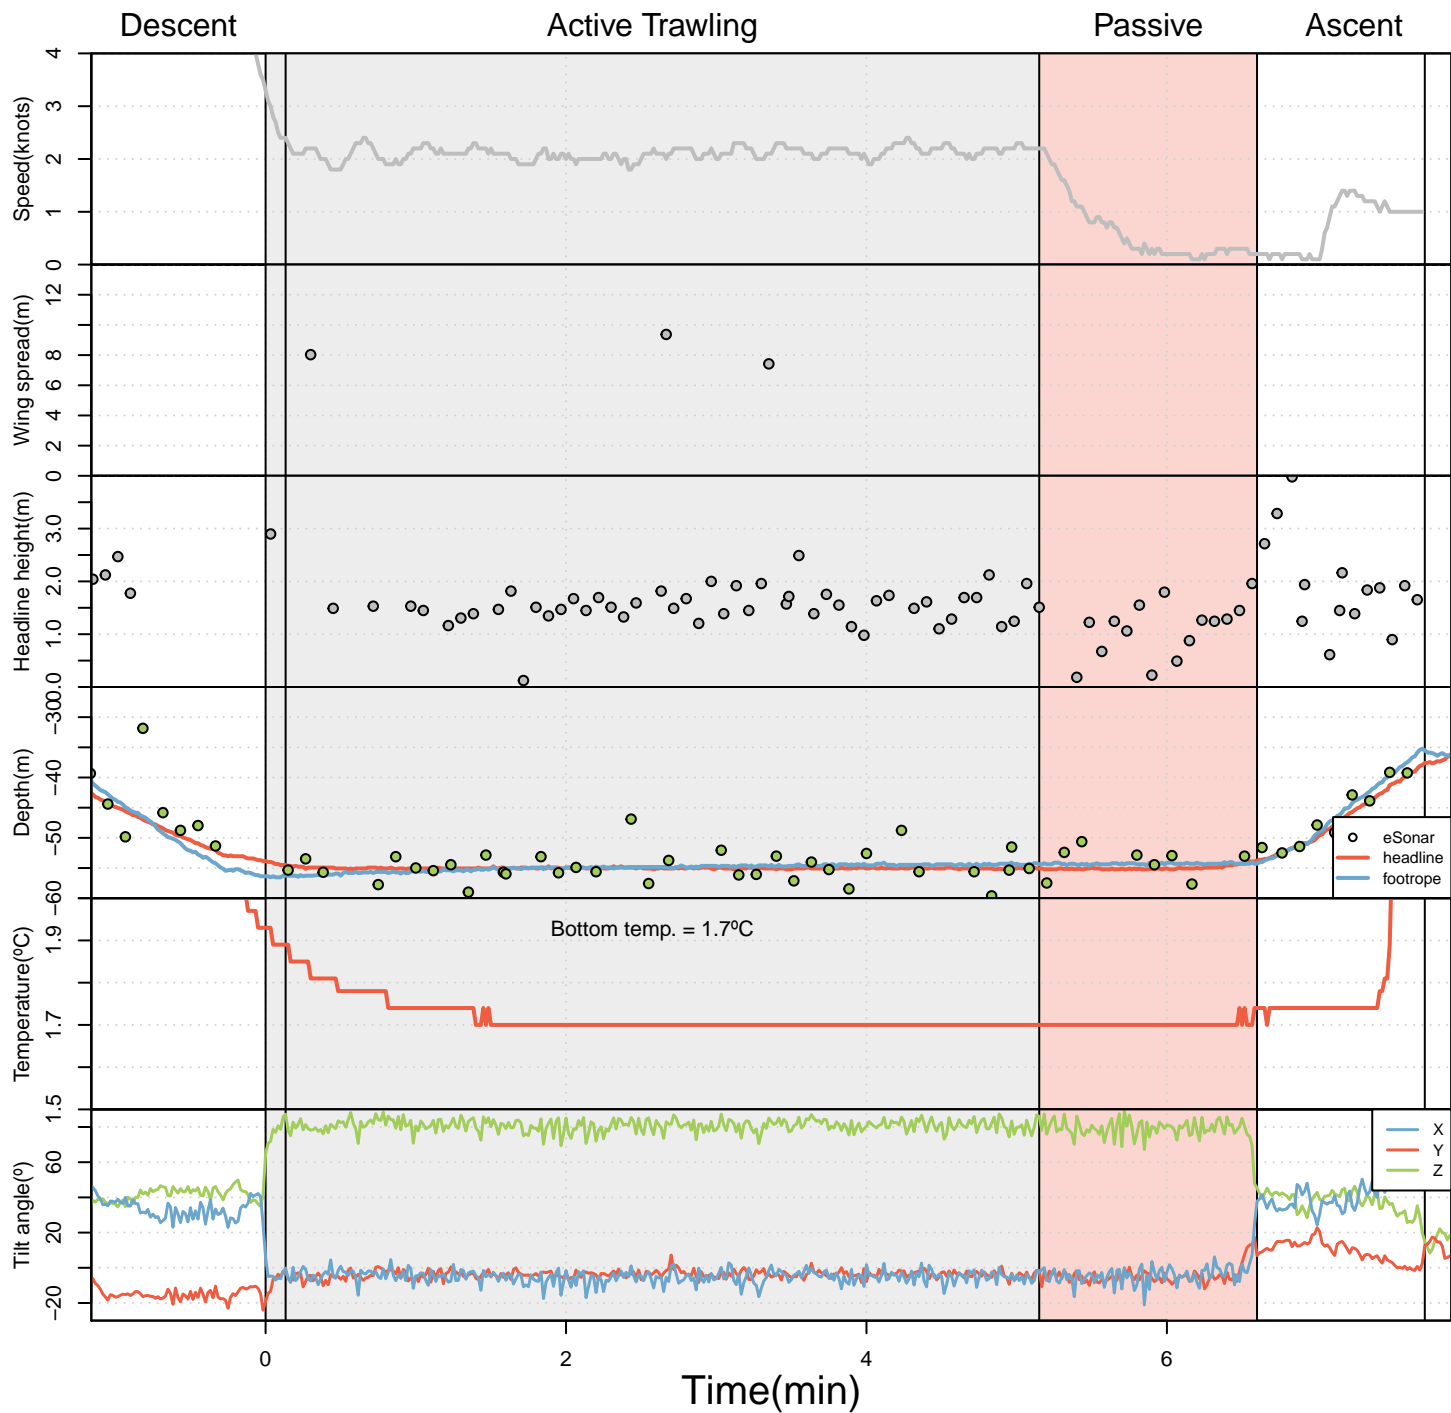 Descent Active Trawling Passive Ascent
Speed(knots)
4
3
2
1
0
Wing spread(m)
12
8
6
4
2
0
Headline height(m)
3.0
2.0
1.0
0.0
Depth(m)
−30
−40
−50
−60
eSonar
headline
footrope
Temperature(ºC)
1.9
1.7
1.5
Bottom temp. = 1.7ºC
Tilt angle(º)
60
20
−20
X
Y
Z
0 2 4 6
Time(min)